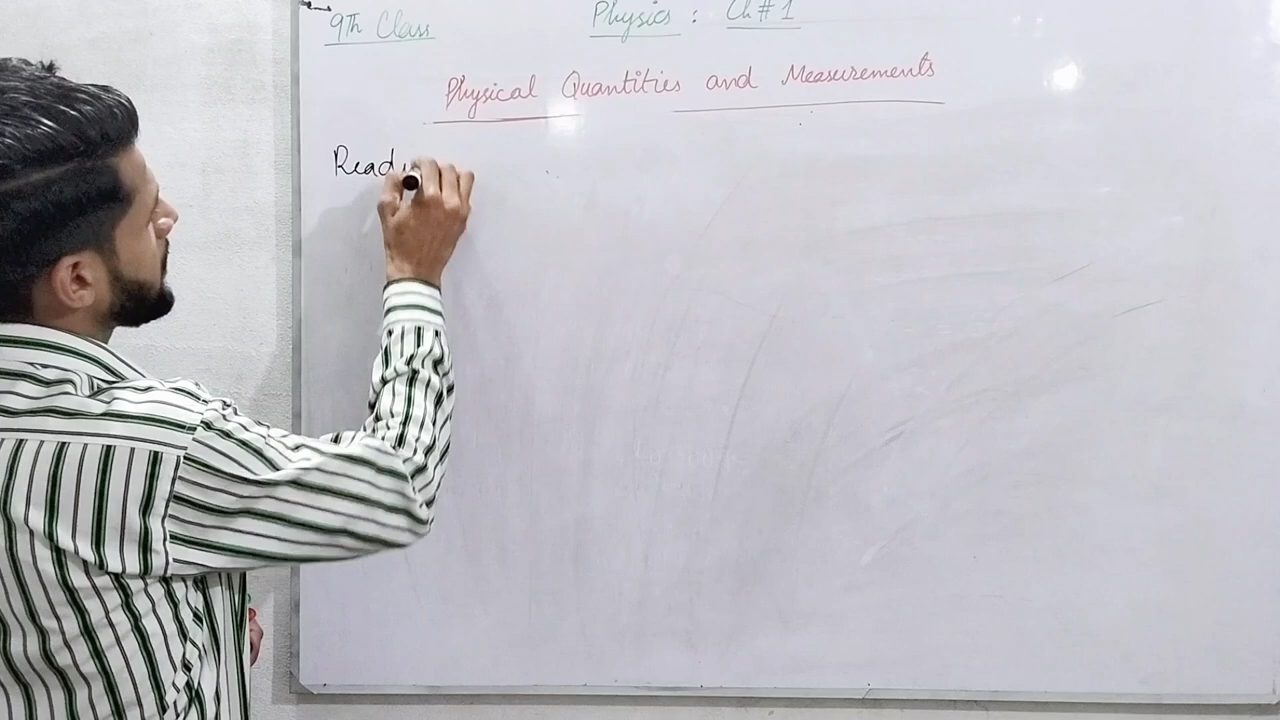 9th Class Physics : Ch # 1
Physical Quantities and Measurements
Read